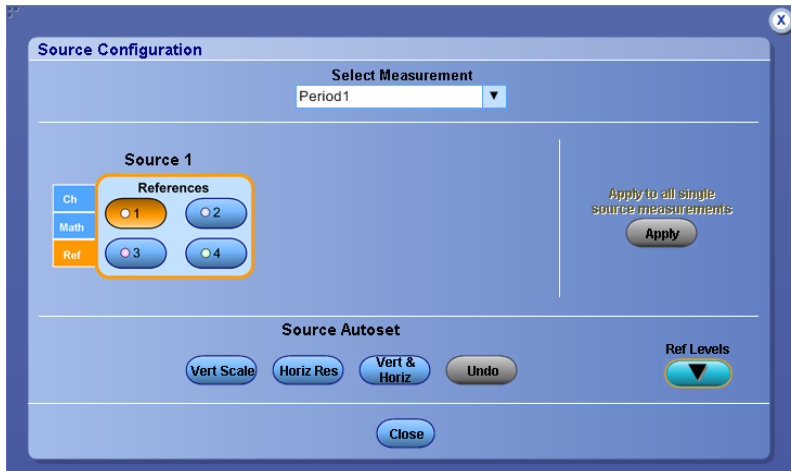 X
Source Configuration
Select Measurement
Period1
Source 1
References
Ch
Math
Ref
1
2
3
4
Apply to all single
source measurements
Apply
Source Autoset
Vert Scale
Horiz Res
Vert &
Horiz
Undo
Ref Levels
Close